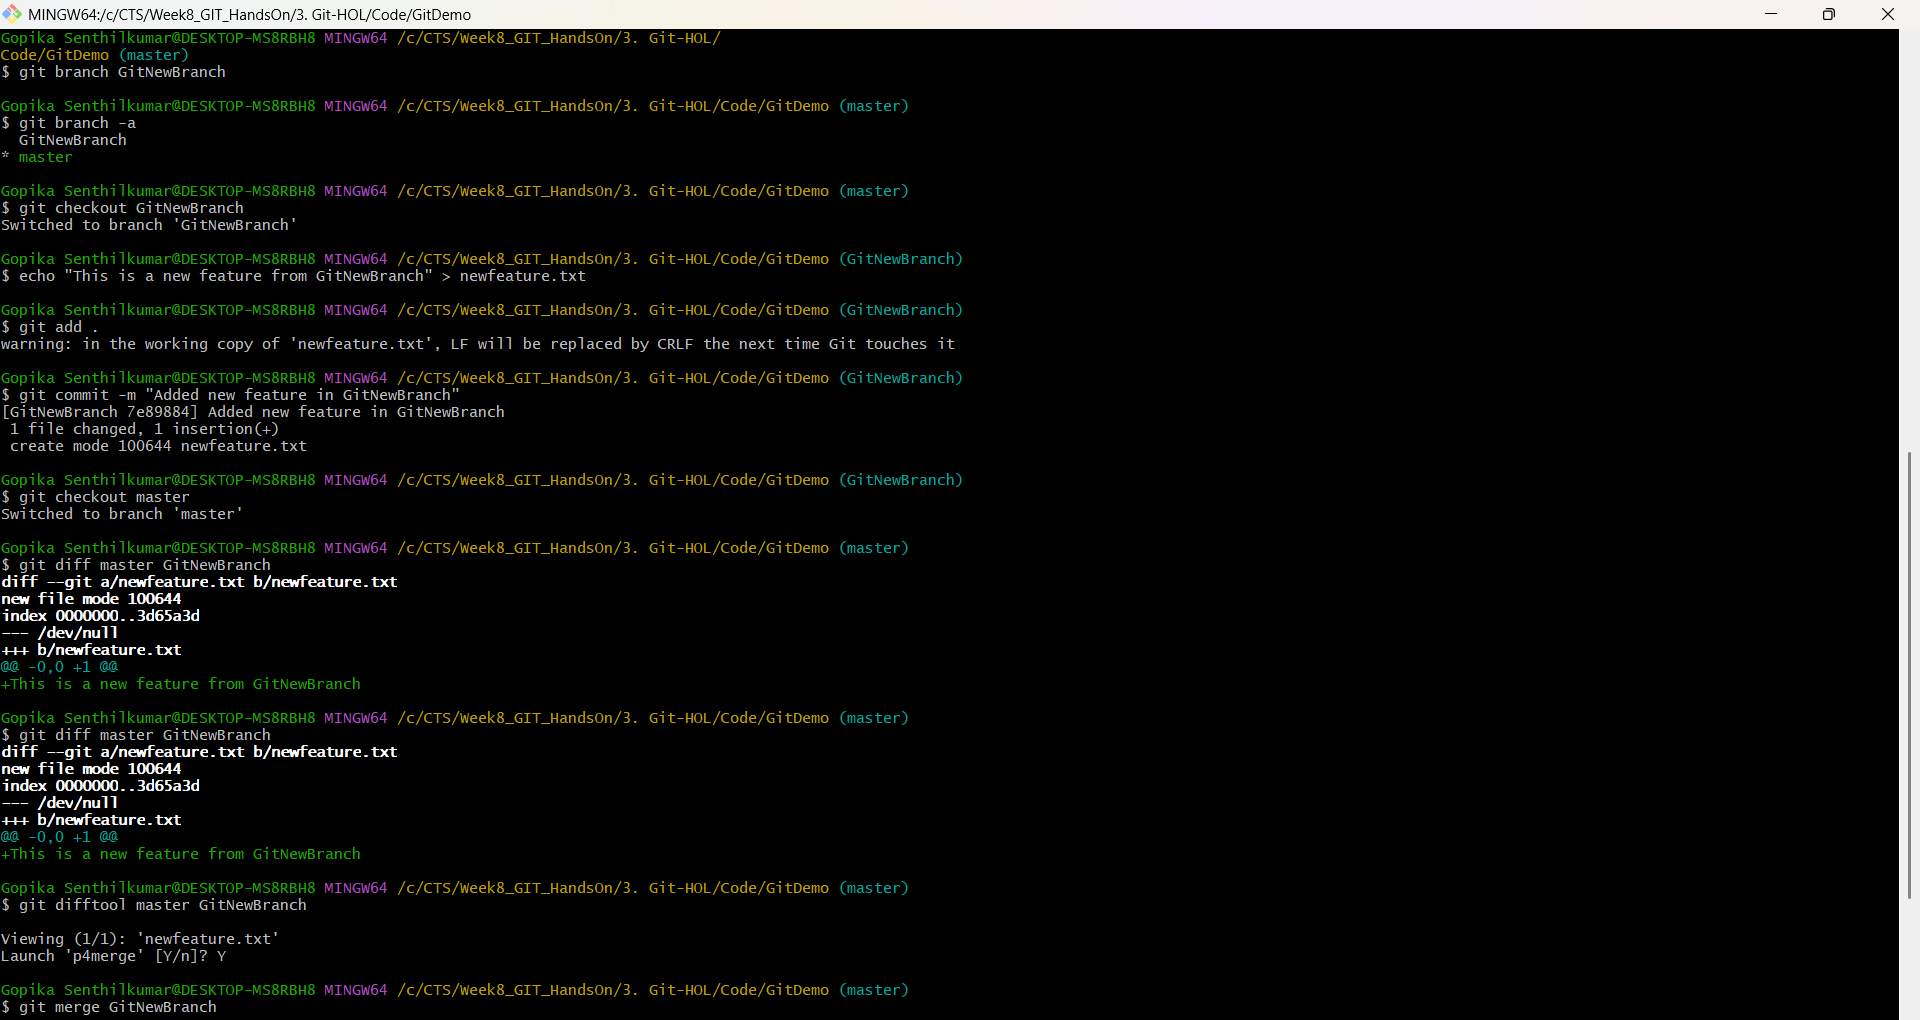 MINGW64:/c/CTS/Week8_GIT_HandsOn/3. Git-HOL/Code/GitDemo
Gopika Senthilkumar@DESKTOP-MS8RBH8 MINGW64 /c/CTS/Week8_GIT_HandsOn/3. Git-HOL/
Code/GitDemo (master)
$ git branch GitNewBranch
Gopika Senthilkumar@DESKTOP-MS8RBH8 MINGW64 /c/CTS/Week8_GIT_HandsOn/3. Git-HOL/Code/GitDemo (master)
$ git branch -a
  GitNewBranch
* master
Gopika Senthilkumar@DESKTOP-MS8RBH8 MINGW64 /c/CTS/Week8_GIT_HandsOn/3. Git-HOL/Code/GitDemo (master)
$ git checkout GitNewBranch
Switched to branch 'GitNewBranch'
Gopika Senthilkumar@DESKTOP-MS8RBH8 MINGW64 /c/CTS/Week8_GIT_HandsOn/3. Git-HOL/Code/GitDemo (GitNewBranch)
$ echo "This is a new feature from GitNewBranch" > newfeature.txt
Gopika Senthilkumar@DESKTOP-MS8RBH8 MINGW64 /c/CTS/Week8_GIT_HandsOn/3. Git-HOL/Code/GitDemo (GitNewBranch)
$ git add .
warning: in the working copy of 'newfeature.txt', LF will be replaced by CRLF the next time Git touches it
Gopika Senthilkumar@DESKTOP-MS8RBH8 MINGW64 /c/CTS/Week8_GIT_HandsOn/3. Git-HOL/Code/GitDemo (GitNewBranch)
$ git commit -m "Added new feature in GitNewBranch"
[GitNewBranch 7e89884] Added new feature in GitNewBranch
 1 file changed, 1 insertion(+)
 create mode 100644 newfeature.txt
Gopika Senthilkumar@DESKTOP-MS8RBH8 MINGW64 /c/CTS/Week8_GIT_HandsOn/3. Git-HOL/Code/GitDemo (GitNewBranch)
$ git checkout master
Switched to branch 'master'
Gopika Senthilkumar@DESKTOP-MS8RBH8 MINGW64 /c/CTS/Week8_GIT_HandsOn/3. Git-HOL/Code/GitDemo (master)
$ git diff master GitNewBranch
diff --git a/newfeature.txt b/newfeature.txt
new file mode 100644
index 0000000..3d65a3d
--- /dev/null
+++ b/newfeature.txt
@@ -0,0 +1 @@
+This is a new feature from GitNewBranch
Gopika Senthilkumar@DESKTOP-MS8RBH8 MINGW64 /c/CTS/Week8_GIT_HandsOn/3. Git-HOL/Code/GitDemo (master)
$ git diff master GitNewBranch
diff --git a/newfeature.txt b/newfeature.txt
new file mode 100644
index 0000000..3d65a3d
--- /dev/null
+++ b/newfeature.txt
@@ -0,0 +1 @@
+This is a new feature from GitNewBranch
Gopika Senthilkumar@DESKTOP-MS8RBH8 MINGW64 /c/CTS/Week8_GIT_HandsOn/3. Git-HOL/Code/GitDemo (master)
$ git difftool master GitNewBranch
Viewing (1/1): 'newfeature.txt'
Launch 'p4merge' [Y/n]? Y
Gopika Senthilkumar@DESKTOP-MS8RBH8 MINGW64 /c/CTS/Week8_GIT_HandsOn/3. Git-HOL/Code/GitDemo (master)
$ git merge GitNewBranch